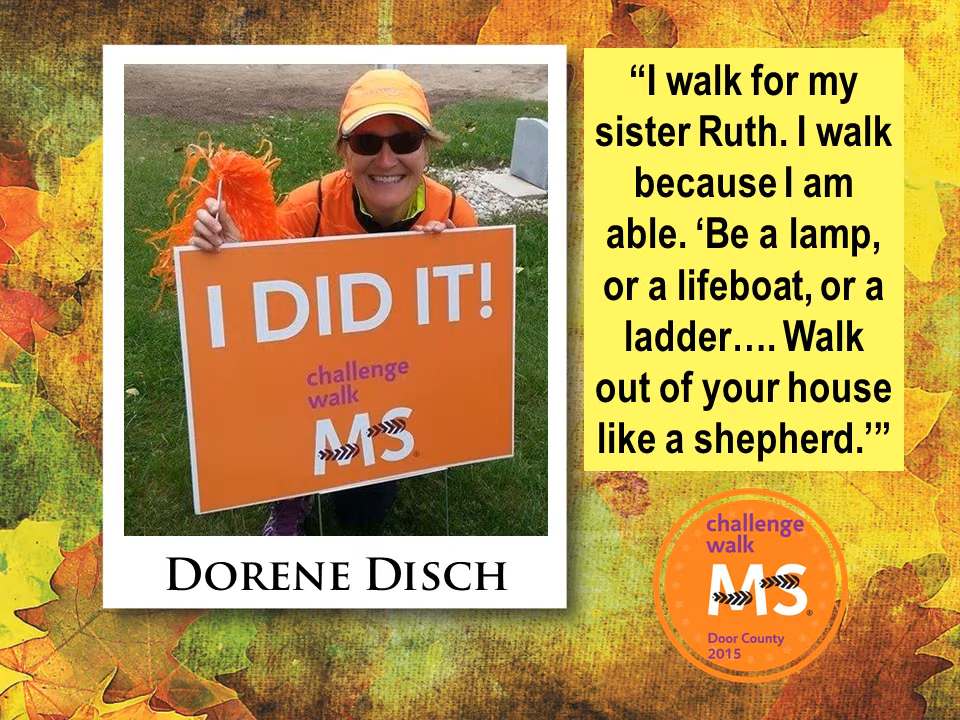 I DID IT!
challenge
walk
MS®
DORENE DISCH
“I walk for my
sister Ruth. I walk
because I am
able. ‘Be a lamp,
or a lifeboat, or a
ladder…. Walk
out of your house
like a shepherd.’”
challenge
walk
MS®
Door County
2015